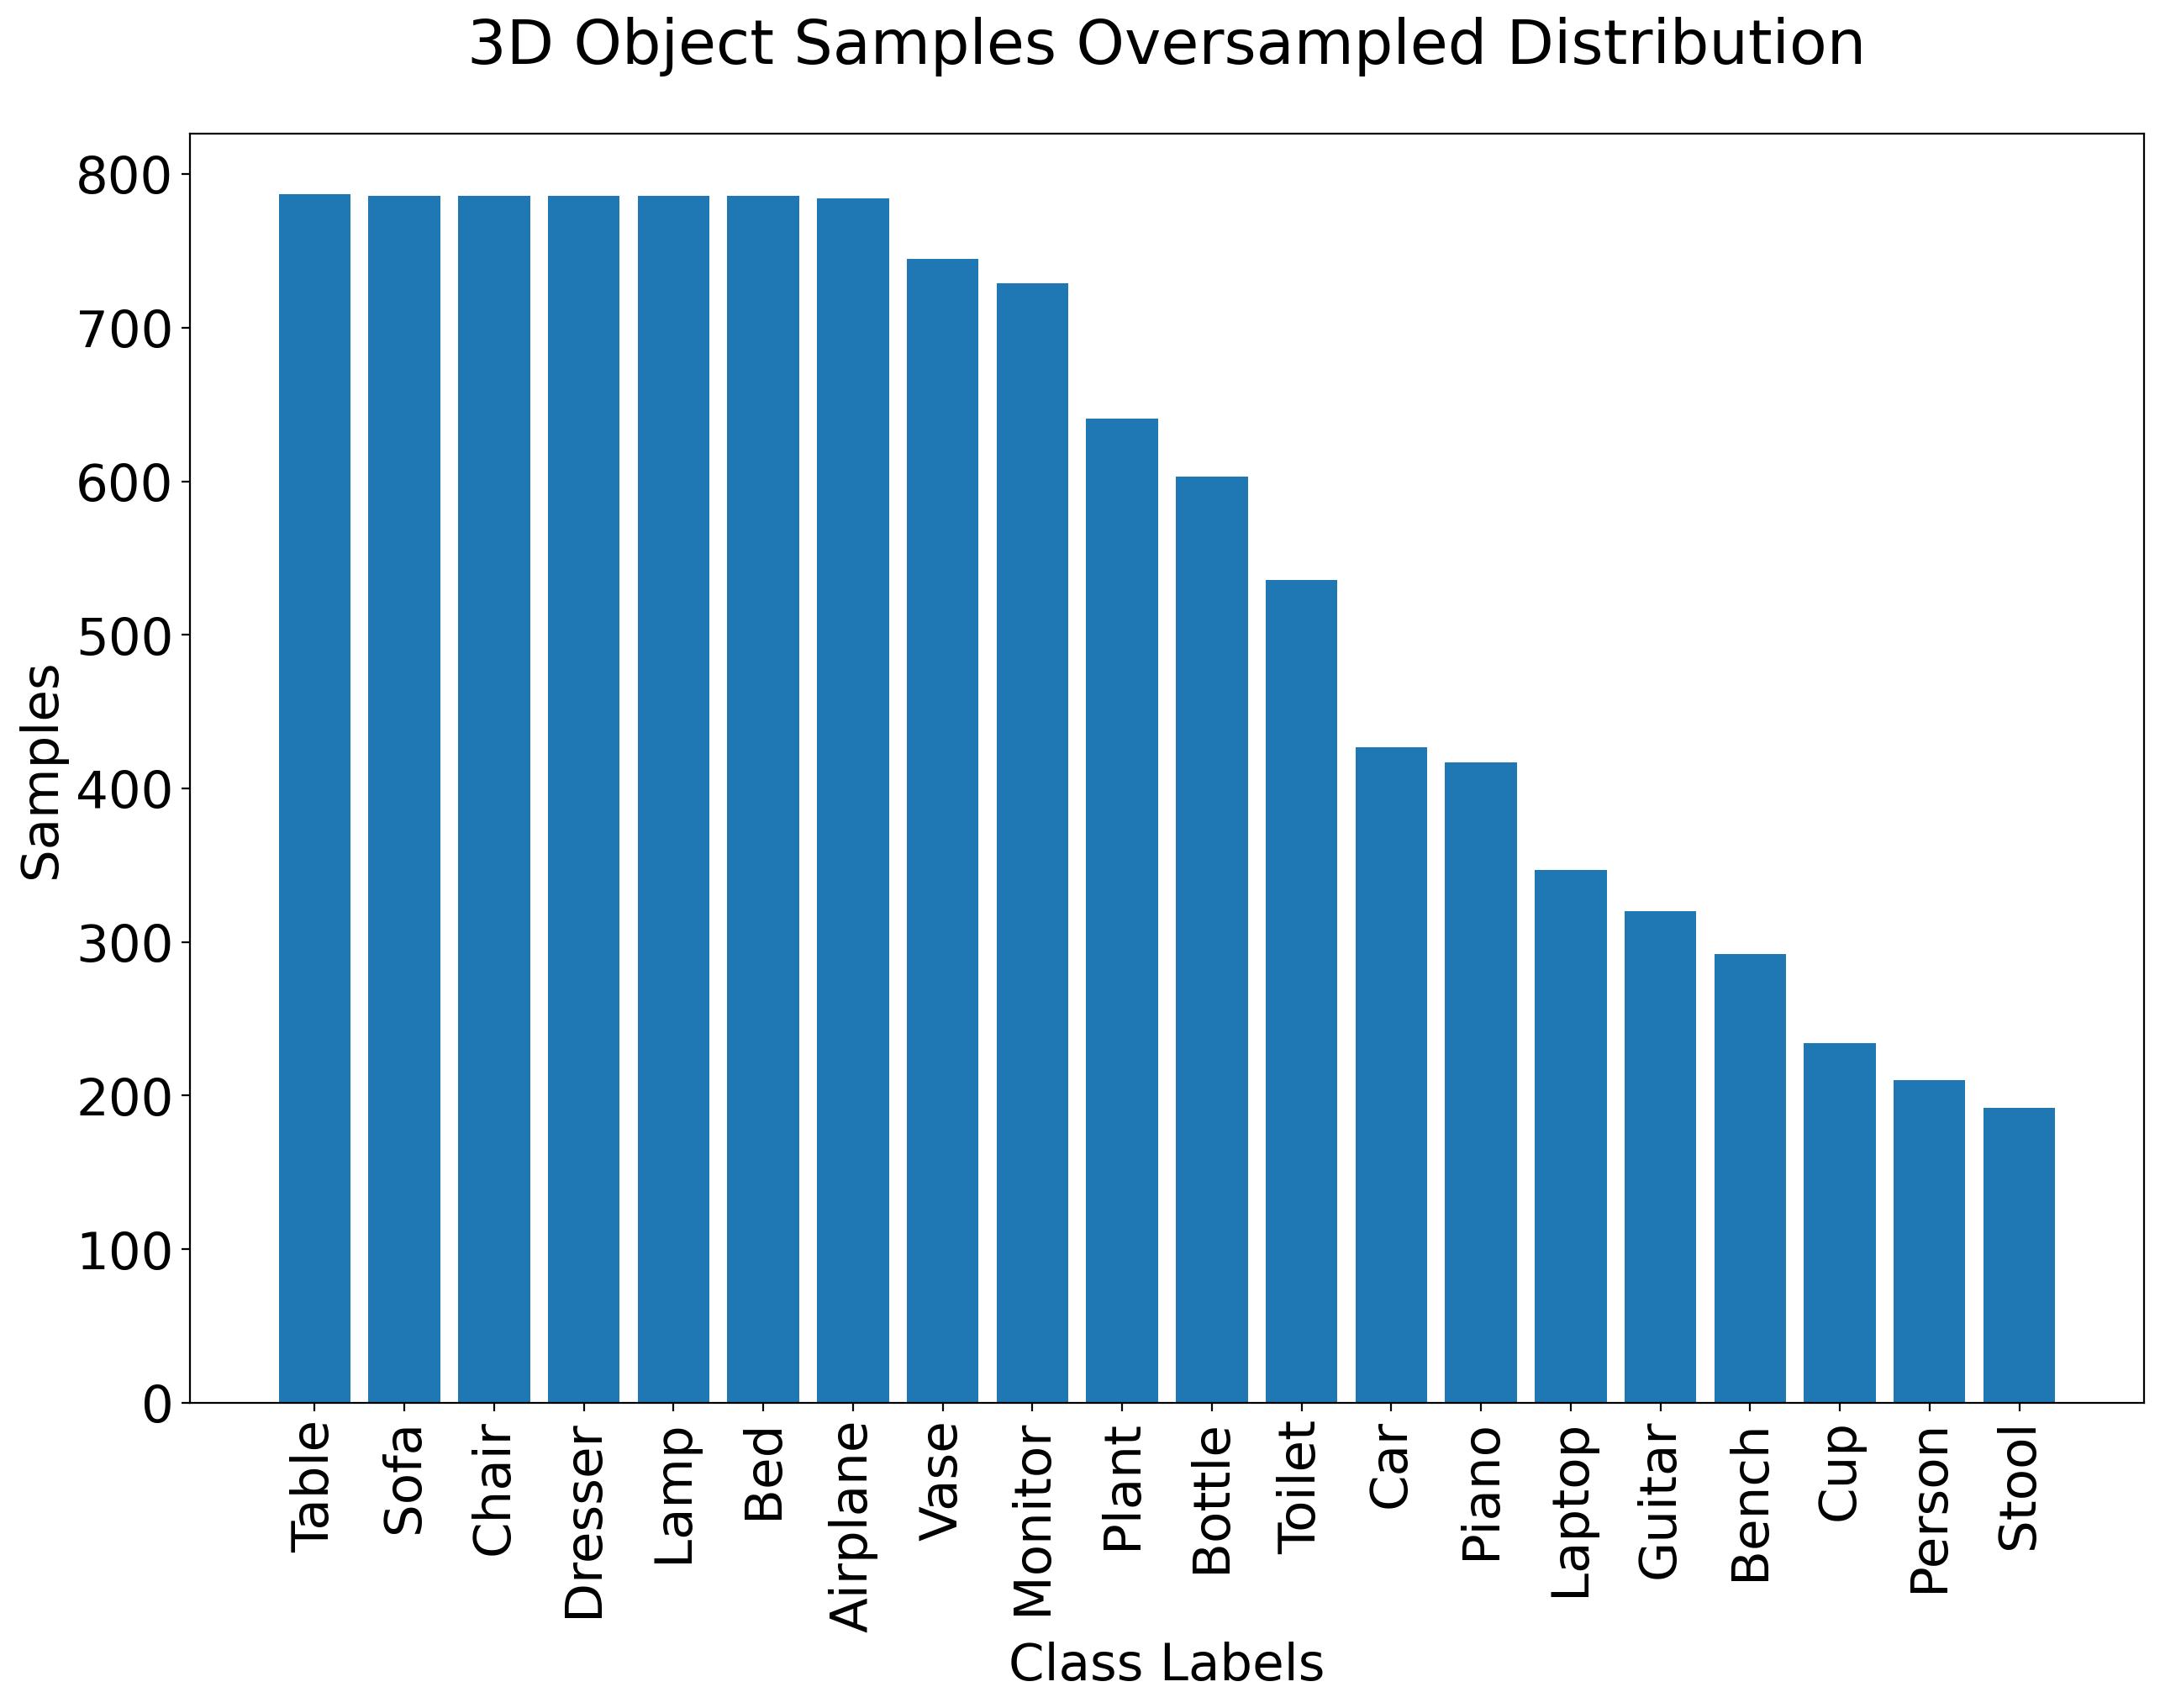 3D Object Samples Oversampled Distribution
Samples
800
700
600
500
400
300
200
100
0
Table
Sofa
Chair
Dresser
Lamp
Bed
Airplane
Vase
Monitor
Plant
Bottle
Toilet
Car
Piano
Laptop
Guitar
Bench
Cup
Person
Stool
Class Labels